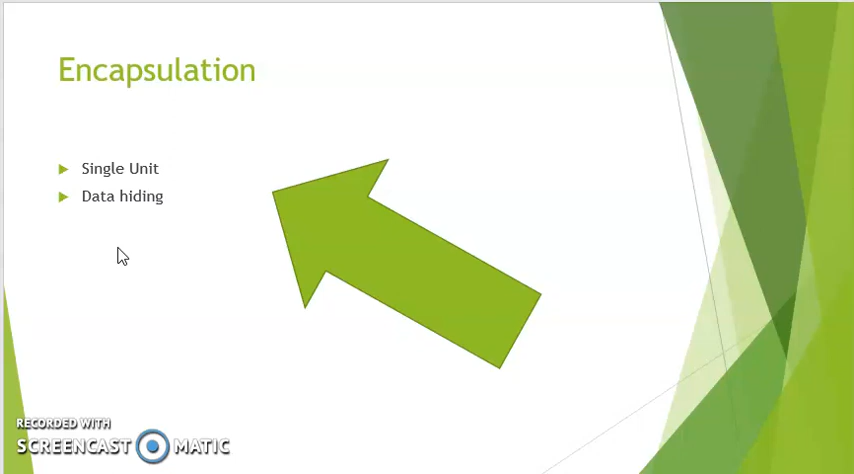 Encapsulation
Single Unit
Data hiding
RECORDED WITH
SCREENCAST MATIC